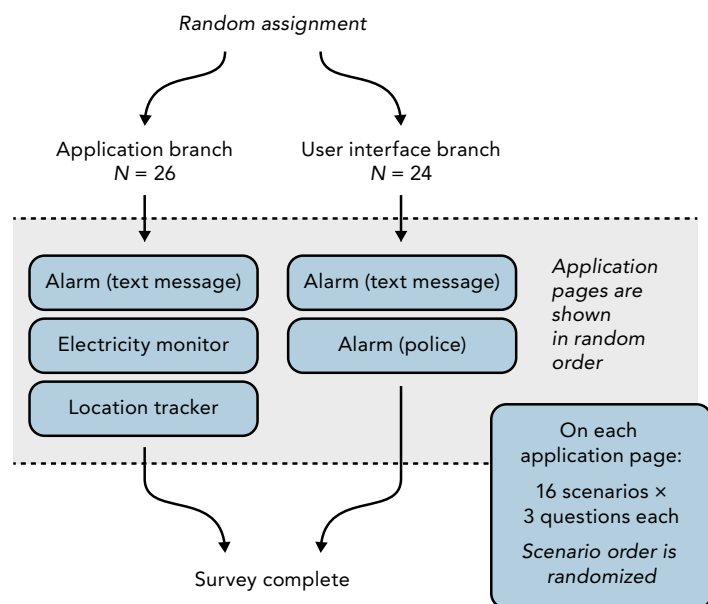 Random assignment
Application branch
N = 26
User interface branch
N = 24
Alarm (text message)
Electricity monitor
Location tracker
Alarm (text message)
Alarm (police)
Application
pages are
shown
in random
order
On each
application page:
16 scenarios ×
3 questions each
Scenario order is
randomized
Survey complete